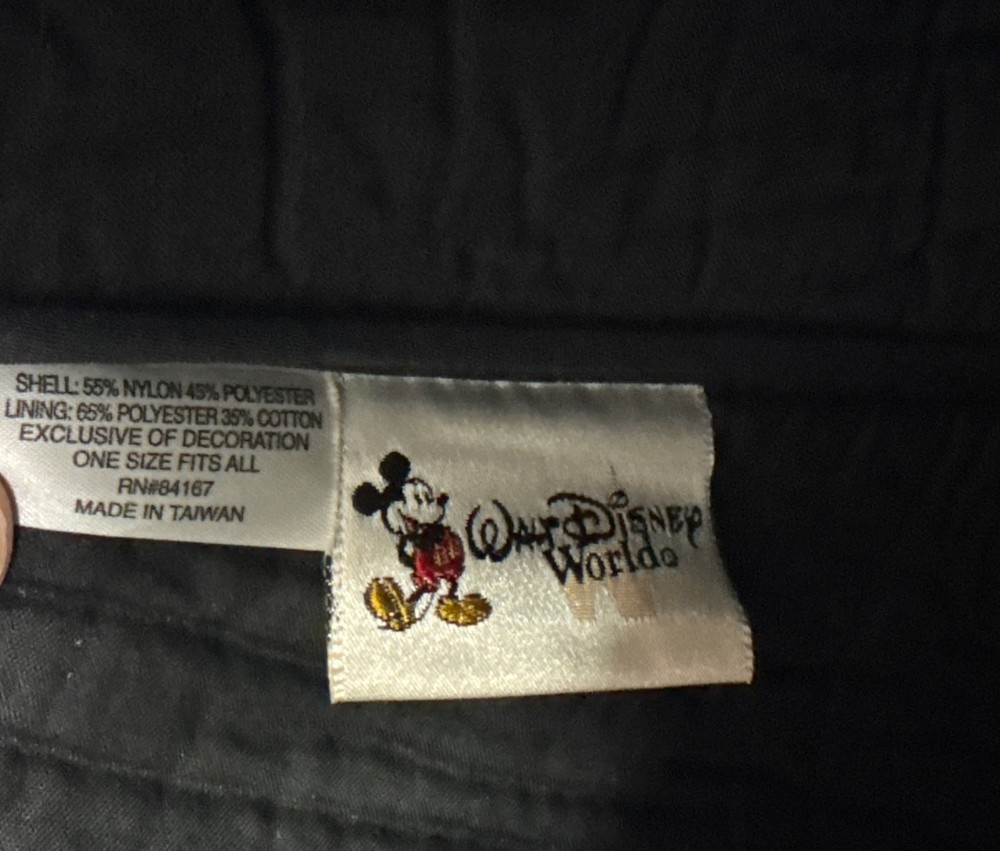 SHELL: 55% NYLON 45% POLYESTER
LINING: 65% POLYESTER 35% COTTON
EXCLUSIVE OF DECORATION
ONE SIZE FITS ALL
RN#84167
MADE IN TAIWAN
WALT DISNEY
World